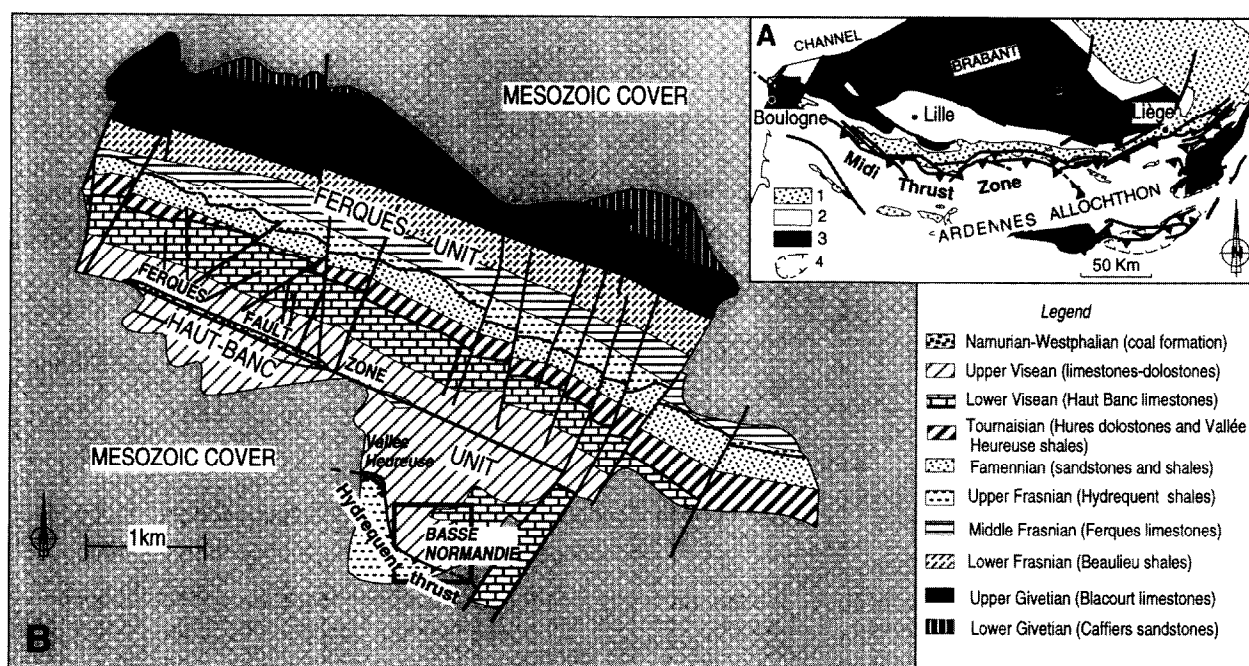 A
CHANNEL
BRABANT
Lille
Liège
Boulogne
Midi
Thrust
Zone
ARDENNES ALLOCHTHON
1
2
3
4
50 Km
N
MESOZOIC COVER
FERQUES UNIT
FERQUES
FAULT
ZONE
HAUT-BANC
UNIT
Vallée
Heureuse
MESOZOIC COVER
Hydrequent thrust
BASSE
NORMANDIE
1km
B
Legend
Namurian-Westphalian (coal formation)
Upper Visean (limestones-dolostones)
Lower Visean (Haut Banc limestones)
Tournaisian (Hures dolostones and Vallée
Heureuse shales)
Famennian (sandstones and shales)
Upper Frasnian (Hydrequent shales)
Middle Frasnian (Ferques limestones)
Lower Frasnian (Beaulieu shales)
Upper Givetian (Blacourt limestones)
Lower Givetian (Caffiers sandstones)